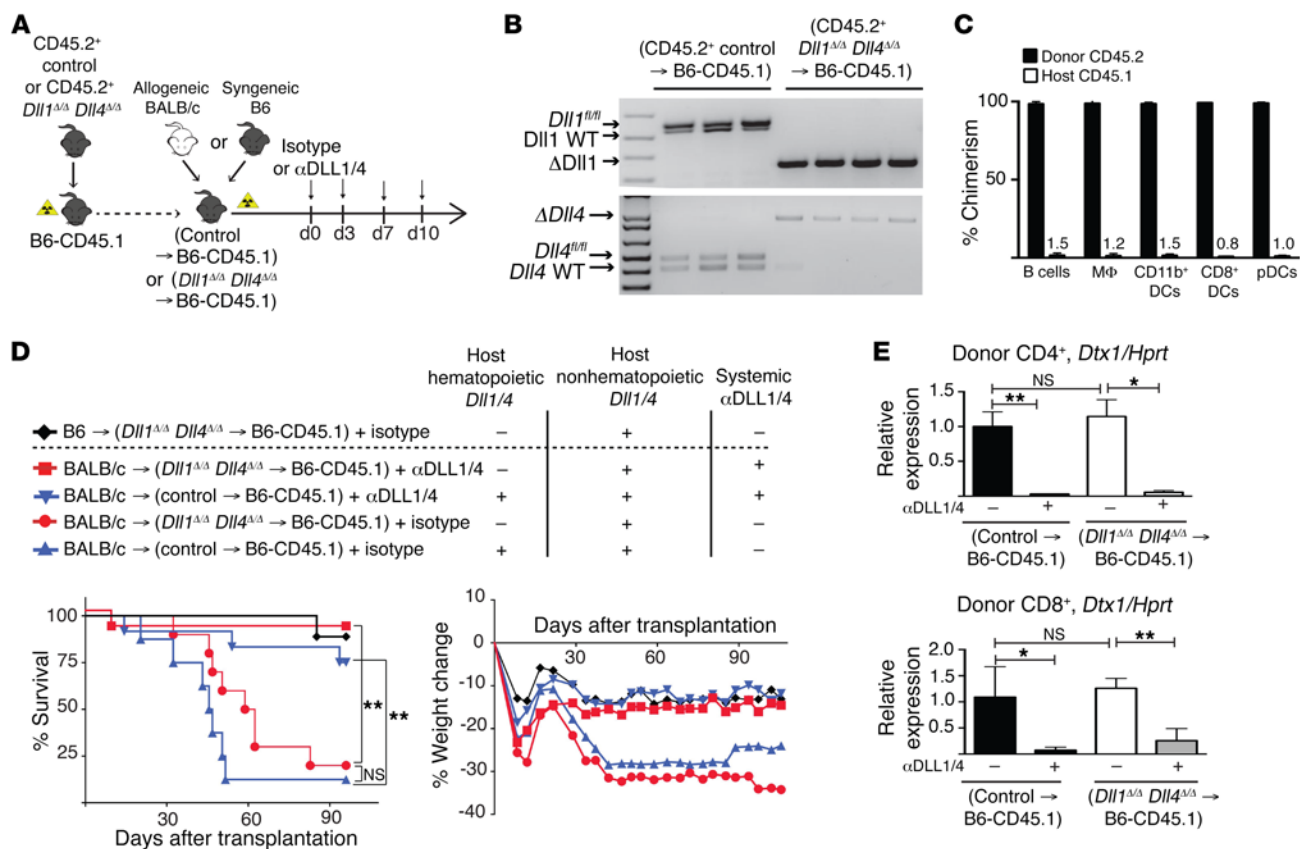 A
CD45.2+
control
or CD45.2+
Dll1Δ/Δ Dll4Δ/Δ
Allogeneic
BALB/c
or
Syngeneic
B6
Isotype
or αDLL1/4
B6-CD45.1
(Control
→B6-CD45.1)
or (Dll1Δ/Δ Dll4Δ/Δ
→B6-CD45.1)
d0 d3 d7 d10
B
(CD45.2+ control
→ B6-CD45.1)
(CD45.2+
Dll1Δ/Δ Dll4Δ/Δ
→ B6-CD45.1)
Dll1fl/fl
Dll1 WT
ΔDll1
ΔDll4
Dll4fl/fl
Dll4 WT
C
Donor CD45.2
Host CD45.1
% Chimerism
100
50
1.5 1.2 1.5 0.8 1.0
B cells MΦ CD11b+ CD8+ pDCs
DCs DCs
D
Host Host Systemic
hematopoietic nonhematopoietic αDLL1/4
Dll1/4 Dll1/4
B6 → (Dll1Δ/Δ Dll4Δ/Δ → B6-CD45.1) + isotype − + −
BALB/c → (Dll1Δ/Δ Dll4Δ/Δ → B6-CD45.1) + αDLL1/4 − + +
BALB/c → (control → B6-CD45.1) + αDLL1/4 + + +
BALB/c → (Dll1Δ/Δ Dll4Δ/Δ → B6-CD45.1) + isotype − + −
BALB/c → (control → B6-CD45.1) + isotype + + −
% Survival
100
75
50
25
30 60 90
Days after transplantation
**
**
NS
% Weight change
0
-10
-20
-30
-40
Days after transplantation
30 60 90
E
Donor CD4+, Dtx1/Hprt
Relative
expression
1.5
1.0
0.5
NS
**
*
αDLL1/4 − + − +
(Control → (Dll1Δ/Δ Dll4Δ/Δ →
B6-CD45.1) B6-CD45.1)
Donor CD8+, Dtx1/Hprt
Relative
expression
2.0
1.5
1.0
0.5
NS
*
**
αDLL1/4 − + − +
(Control → (Dll1Δ/Δ Dll4Δ/Δ →
B6-CD45.1) B6-CD45.1)